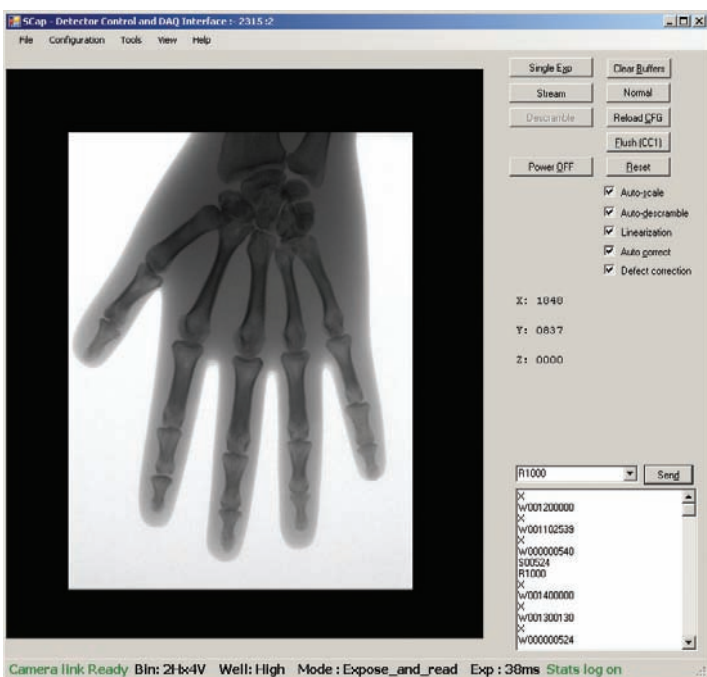 SCap - Detector Control and DAQ Interface :- 2315 :2
File Configuration Tools View Help
Single Exp Clear Buffers
Stream Normal
Descramble Reload CFG
Flush (CC1)
Power OFF Reset
Auto-scale
Auto-descramble
Linearization
Auto correct
Defect correction
X: 1840
Y: 0837
Z: 0000
R1000 Send
X
W001200000
X
W001102539
X
W000000540
S00524
R1000
X
W001400000
X
W001300130
X
W000000524
Camera link Ready Bin: 2Hx4V Well: High Mode : Expose_and_read Exp : 38ms Stats log on